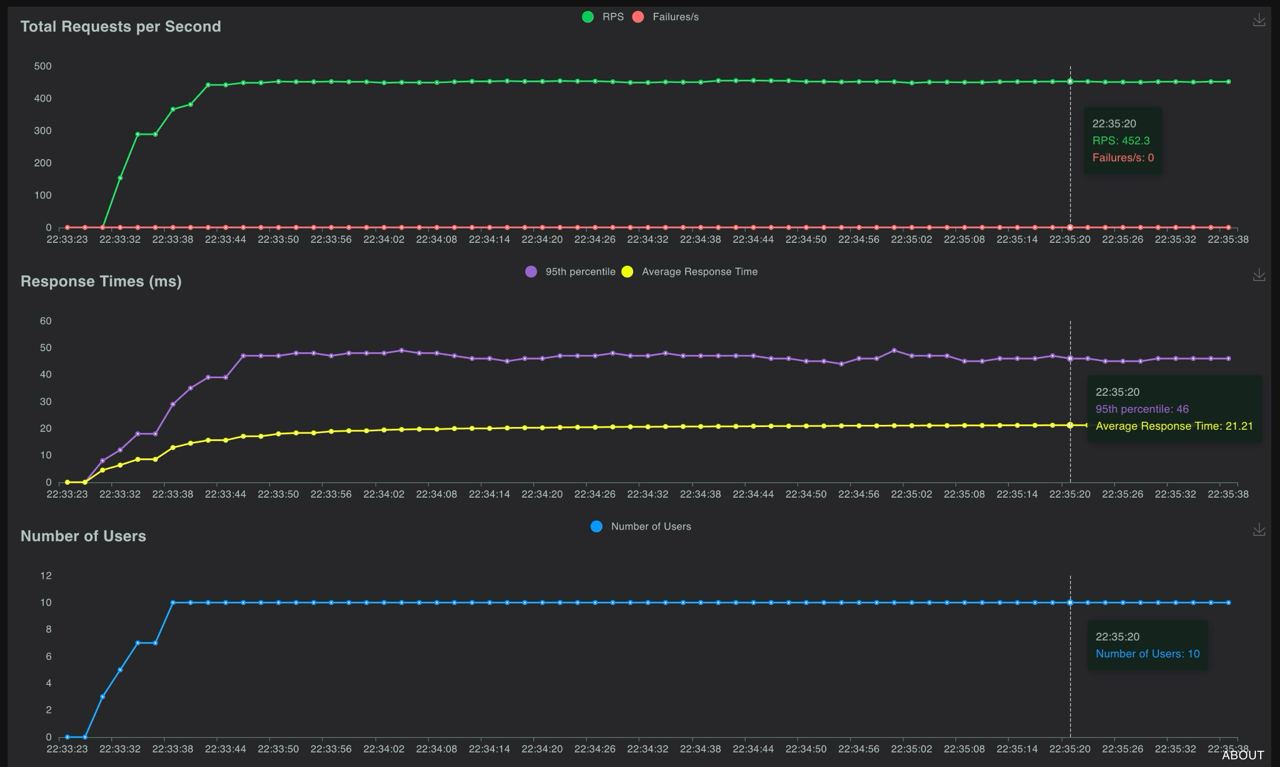 Total Requests per Second
RPS Failures/s
500
400
300
200
100
0
22:33:23 22:33:32 22:33:38 22:33:44 22:33:50 22:33:56 22:34:02 22:34:08 22:34:14 22:34:20 22:34:26 22:34:32 22:34:38 22:34:44 22:34:50 22:34:56 22:35:02 22:35:08 22:35:14 22:35:20 22:35:26 22:35:32 22:35:38
22:35:20
RPS: 452.3
Failures/s: 0
Response Times (ms)
95th percentile Average Response Time
60
50
40
30
20
10
0
22:33:23 22:33:32 22:33:38 22:33:44 22:33:50 22:33:56 22:34:02 22:34:08 22:34:14 22:34:20 22:34:26 22:34:32 22:34:38 22:34:44 22:34:50 22:34:56 22:35:02 22:35:08 22:35:14 22:35:20 22:35:26 22:35:32 22:35:38
22:35:20
95th percentile: 46
Average Response Time: 21.21
Number of Users
Number of Users
12
10
8
6
4
2
0
22:33:23 22:33:32 22:33:38 22:33:44 22:33:50 22:33:56 22:34:02 22:34:08 22:34:14 22:34:20 22:34:26 22:34:32 22:34:38 22:34:44 22:34:50 22:34:56 22:35:02 22:35:08 22:35:14 22:35:20 22:35:26 22:35:32 22:35:38
22:35:20
Number of Users: 10
ABOUT